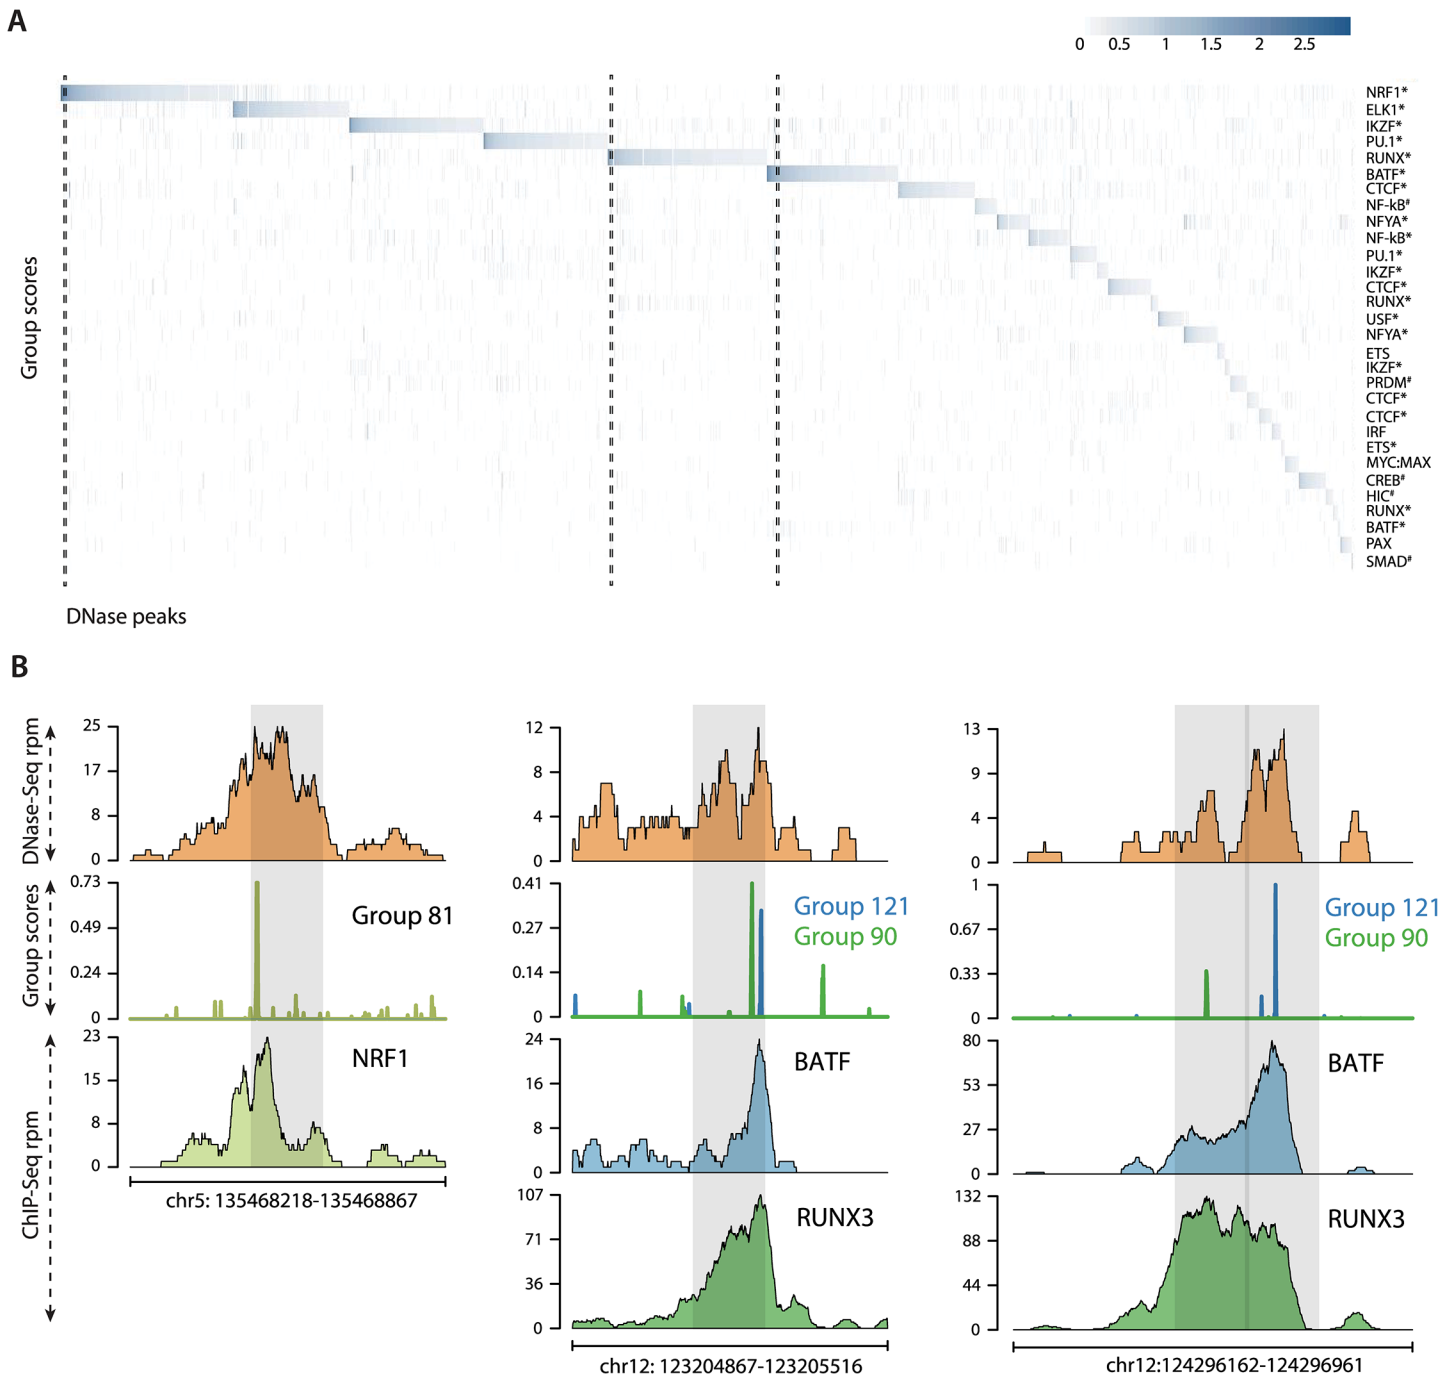 A
0 0.5 1 1.5 2 2.5
Group scores
NRF1*
ELK1*
IKZF*
PU.1*
RUNX*
BATF*
CTCF*
NF-kB#
NFYA*
NF-kB*
PU.1*
IKZF*
CTCF*
RUNX*
USF*
NFYA*
ETS
IKZF*
PRDM#
CTCF*
CTCF*
IRF
ETS*
MYC:MAX
CREB#
HIC#
RUNX*
BATF*
PAX
SMAD#
DNase peaks
B
DNase-Seq rpm
25
17
8
0
12
8
4
0
13
9
4
0
Group scores
0.73
0.49
0.24
0
Group 81
0.41
0.27
0.14
0
Group 121
Group 90
1
0.67
0.33
0
Group 121
Group 90
ChIP-Seq rpm
23
15
8
0
NRF1
chr5: 135468218-135468867
24
16
8
0
BATF
80
53
27
0
BATF
107
71
36
0
RUNX3
chr12: 123204867-123205516
132
88
44
0
RUNX3
chr12:124296162-124296961